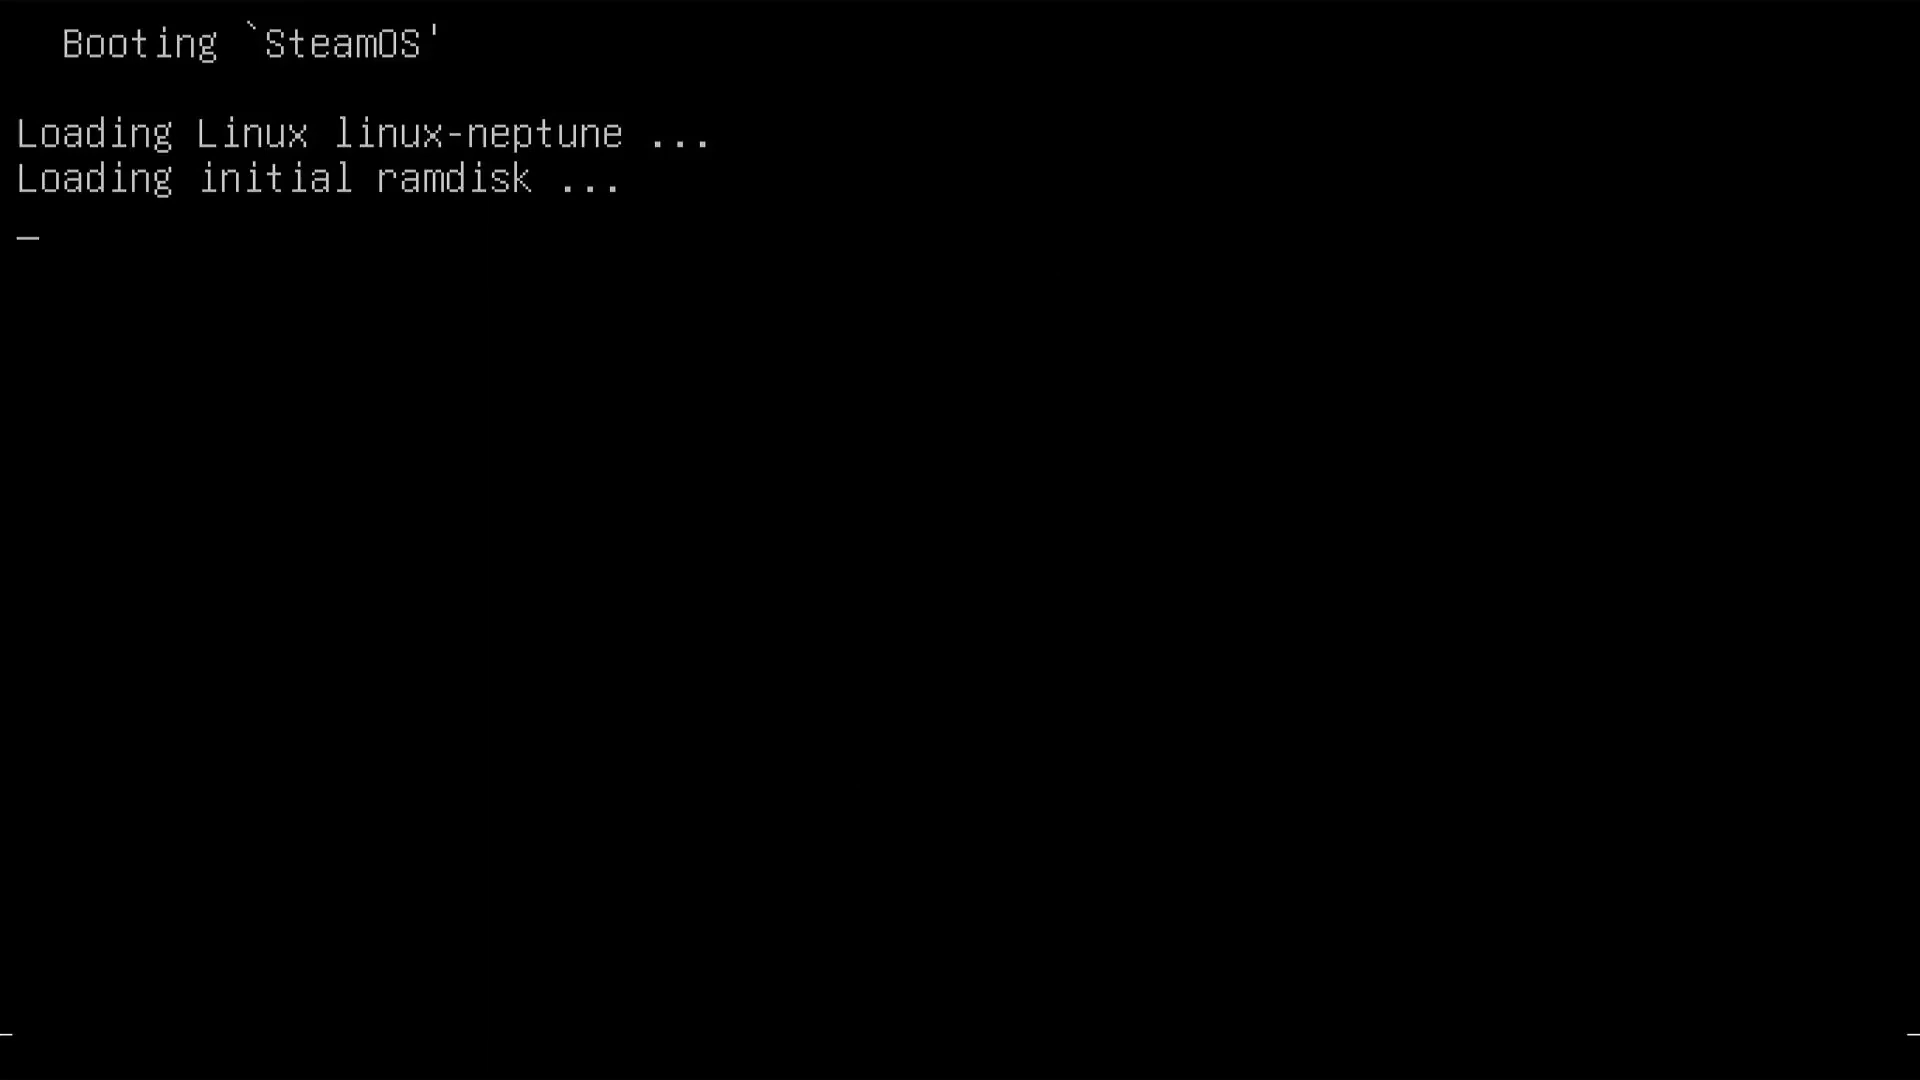 Booting `SteamOS'
Loading Linux linux-neptune ...
Loading initial ramdisk ...
_